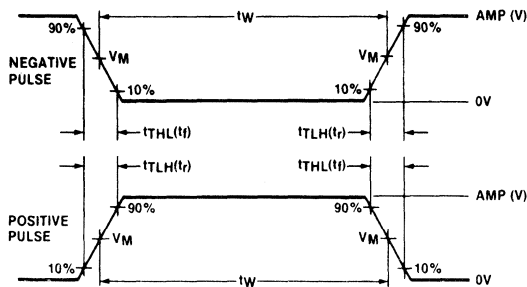 tW
AMP (V)
90%
90%
NEGATIVE
PULSE
VM
VM
10%
10%
0V
tTHL(tf)
tTLH(tr)
tTLH(tr)
tTHL(tf)
AMP (V)
90%
90%
POSITIVE
PULSE
VM
VM
10%
10%
tW
0V